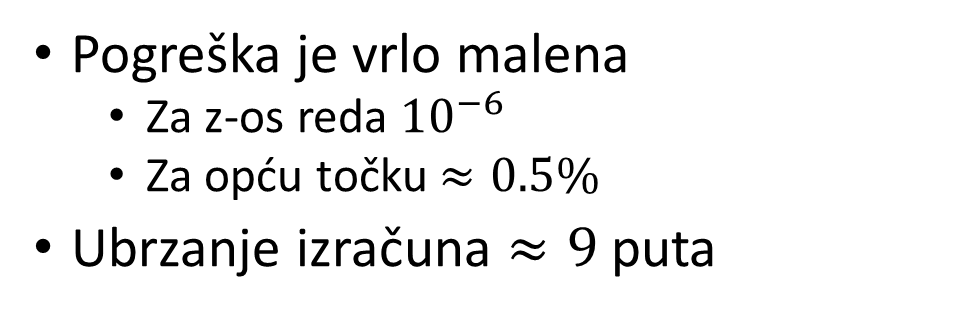 • Pogreška je vrlo malena
• Za z-os reda 10⁻⁶
• Za opću točku ≈ 0.5%
• Ubrzanje izračuna ≈ 9 puta